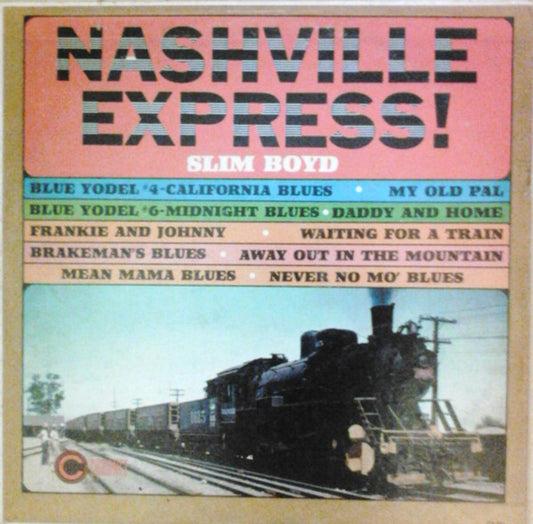 NASHVILLE
EXPRESS!
SLIM BOYD
BLUE YODEL #4-CALIFORNIA BLUES • MY OLD PAL
BLUE YODEL #6-MIDNIGHT BLUES • DADDY AND HOME
FRANKIE AND JOHNNY • WAITING FOR A TRAIN
BRAKEMAN'S BLUES • AWAY OUT IN THE MOUNTAIN
MEAN MAMA BLUES • NEVER NO MO' BLUES